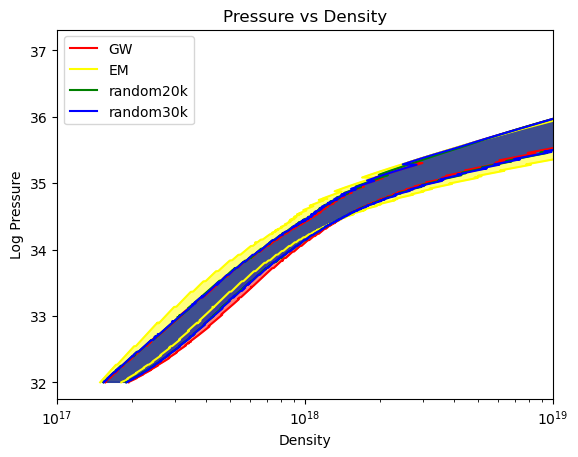 Pressure vs Density
37
36
35
34
33
32
Log Pressure
GW
EM
random20k
random30k
10^17
10^18
10^19
Density